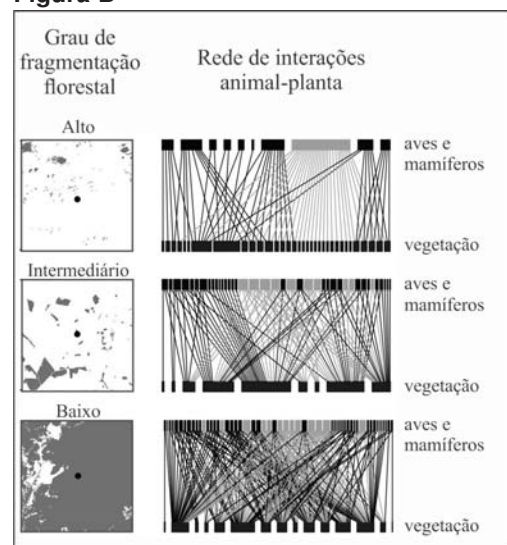 Figura B
Grau de
fragmentação
florestal
Rede de interações
animal-planta
Alto
aves e
mamíferos
vegetação
Intermediário
aves e
mamíferos
vegetação
Baixo
aves e
mamíferos
vegetação